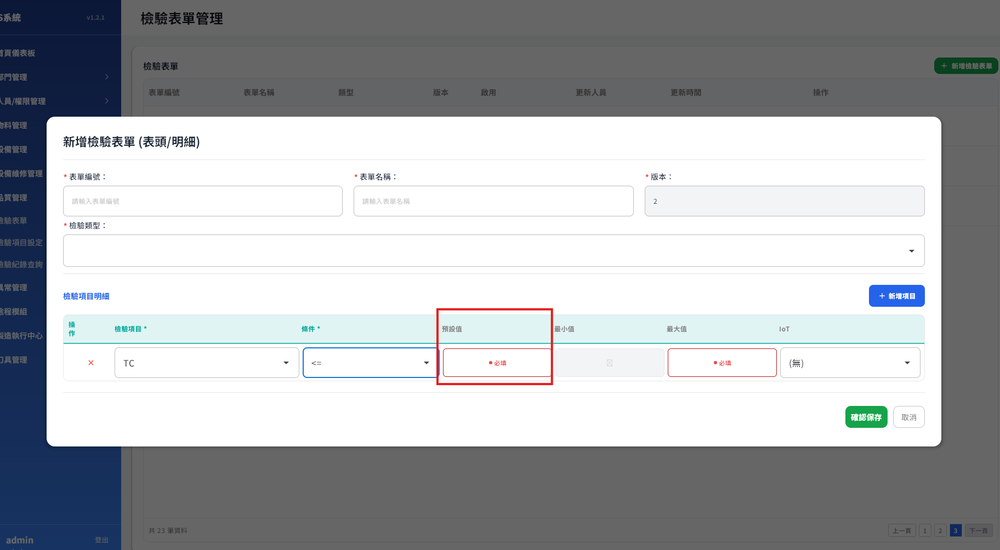 S系統
v1.2.1
檢驗表單管理
首頁儀表板
部門管理
人員/權限管理
物料管理
設備管理
設備維修管理
品質管理
檢驗表單
檢驗項目設定
檢驗紀錄查詢
異常管理
途程模組
製造執行中心
刀具管理
admin
登出
檢驗表單
+ 新增檢驗表單
表單編號 表單名稱 類型 版本 啟用 更新人員 更新時間 操作
新增檢驗表單 (表頭/明細)
* 表單編號：
* 表單名稱：
* 版本：
請輸入表單編號
請輸入表單名稱
2
* 檢驗類型：
檢驗項目明細
+ 新增項目
操作 檢驗項目 * 條件 * 預設值 最小值 最大值 IoT
TC <= 必填 必填 (無)
確認保存
取消
共 23 筆資料
上一頁 1 2 3 下一頁